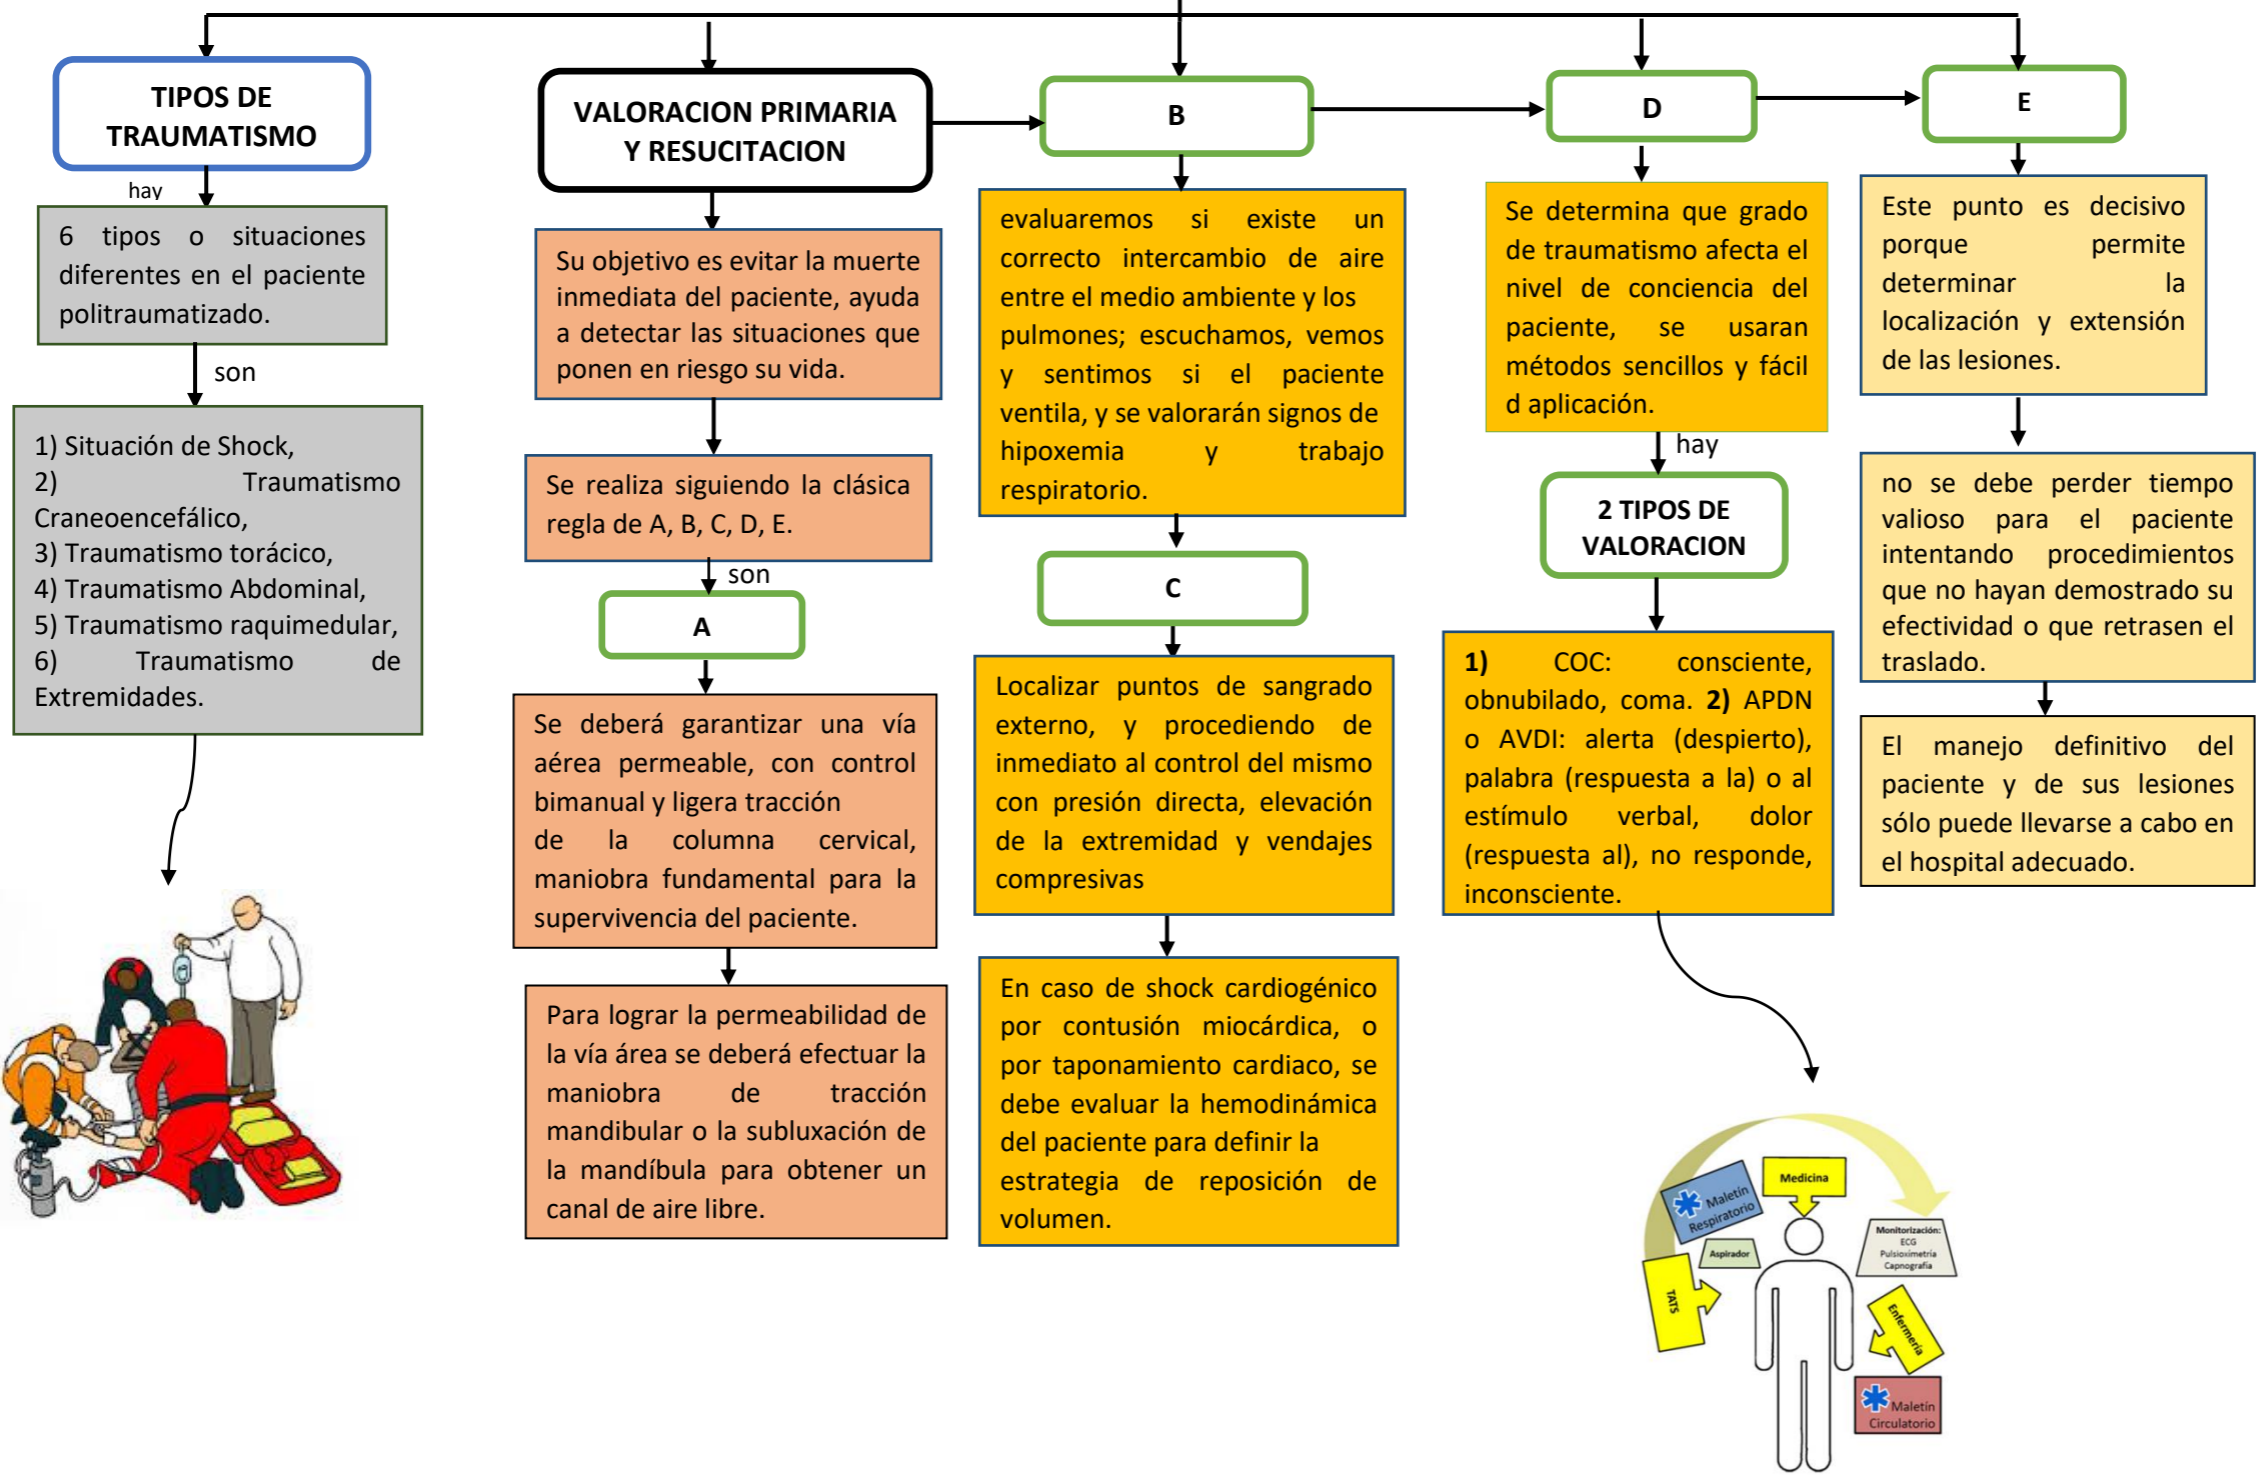 TIPOS DE
TRAUMATISMO
hay
6 tipos o situaciones
diferentes en el paciente
politraumatizado.
son
1) Situación de Shock,
2) Traumatismo
Craneoencefálico,
3) Traumatismo torácico,
4) Traumatismo Abdominal,
5) Traumatismo raquimedular,
6) Traumatismo de
Extremidades.
VALORACION PRIMARIA
Y RESUCITACION
Su objetivo es evitar la muerte
inmediata del paciente, ayuda
a detectar las situaciones que
ponen en riesgo su vida.
Se realiza siguiendo la clásica
regla de A, B, C, D, E.
son
A
Se deberá garantizar una vía
aérea permeable, con control
bimanual y ligera tracción
de la columna cervical,
maniobra fundamental para la
supervivencia del paciente.
Para lograr la permeabilidad de
la vía área se deberá efectuar la
maniobra de tracción
mandibular o la subluxación de
la mandíbula para obtener un
canal de aire libre.
B
evaluaremos si existe un
correcto intercambio de aire
entre el medio ambiente y los
pulmones; escuchamos, vemos
y sentimos si el paciente
ventila, y se valorarán signos de
hipoxemia y trabajo
respiratorio.
C
Localizar puntos de sangrado
externo, y procediendo de
inmediato al control del mismo
con presión directa, elevación
de la extremidad y vendajes
compresivas
En caso de shock cardiogénico
por contusión miocárdica, o
por taponamiento cardiaco, se
debe evaluar la hemodinámica
del paciente para definir la
estrategia de reposición de
volumen.
D
Se determina que grado
de traumatismo afecta el
nivel de conciencia del
paciente, se usaran
métodos sencillos y fácil
d aplicación.
hay
2 TIPOS DE
VALORACION
1) COC: consciente,
obnubilado, coma. 2) APDN
o AVDI: alerta (despierto),
palabra (respuesta a la) o al
estímulo verbal, dolor
(respuesta al), no responde,
inconsciente.
E
Este punto es decisivo
porque permite
determinar la
localización y extensión
de las lesiones.
no se debe perder tiempo
valioso para el paciente
intentando procedimientos
que no hayan demostrado su
efectividad o que retrasen el
traslado.
El manejo definitivo del
paciente y de sus lesiones
sólo puede llevarse a cabo en
el hospital adecuado.
Medicina
Maletín
Respiratorio
Aspirador
TATS
Monitorización:
ECG
Pulsioximetría
Capnografía
Enfermería
Maletín
Circulatorio